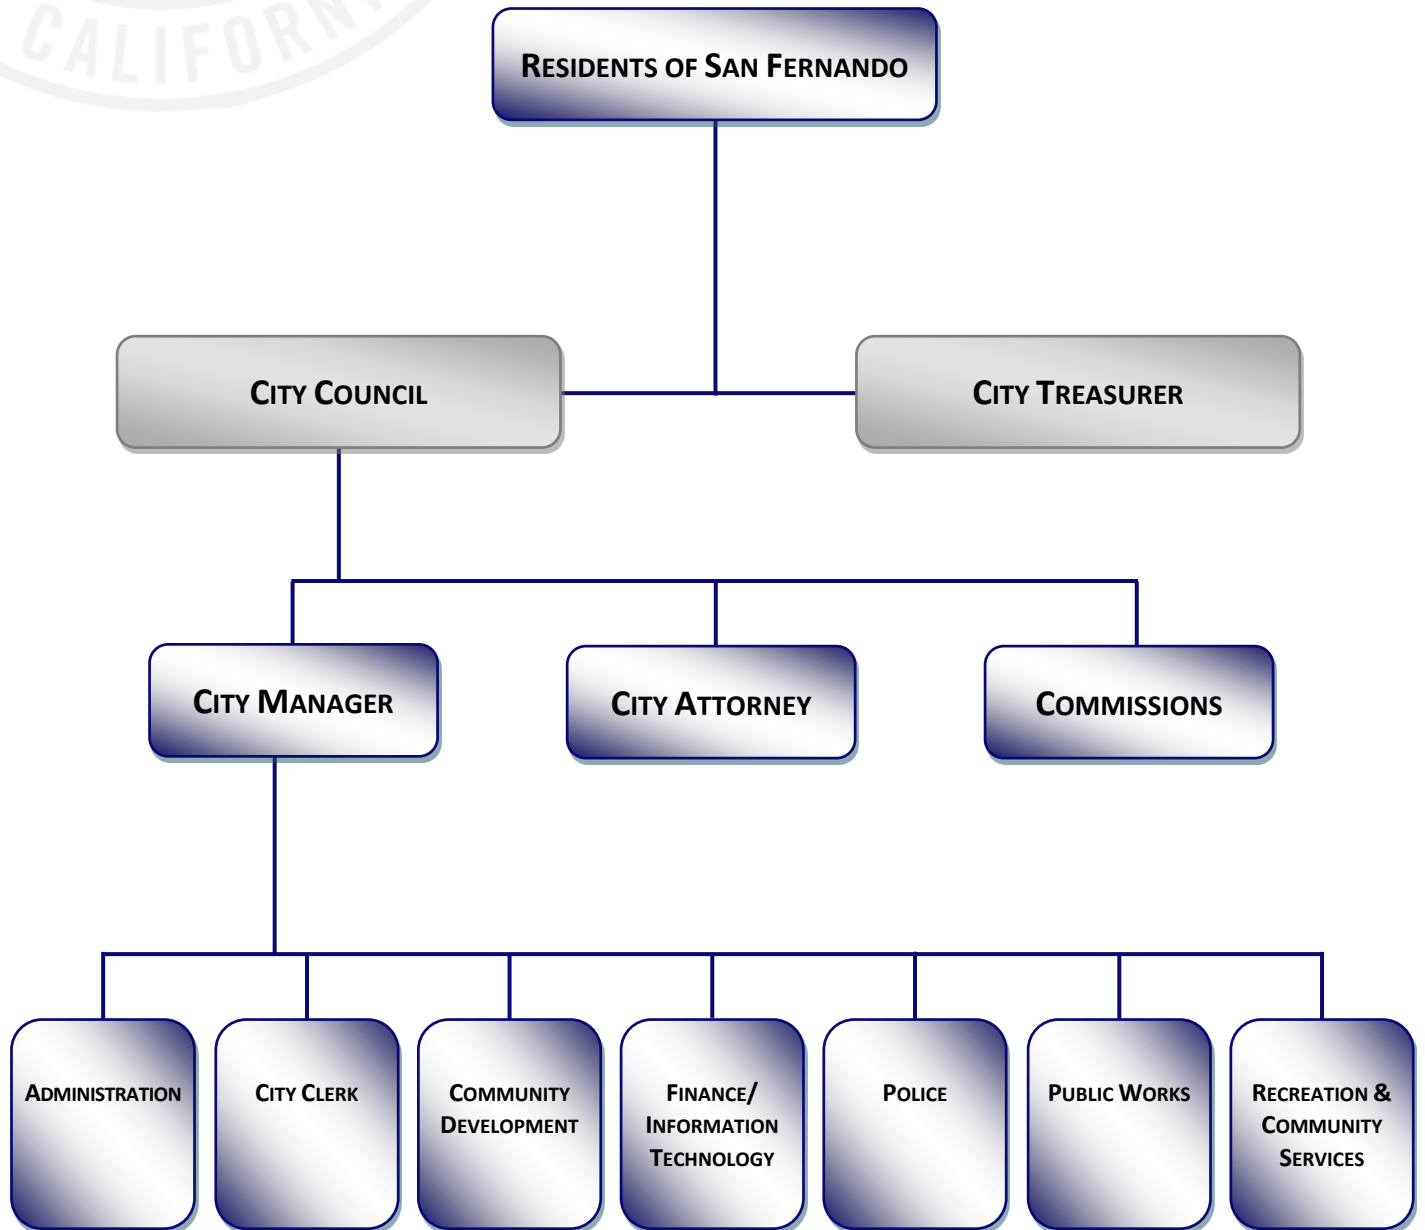 CALIFORNI
RESIDENTS OF SAN FERNANDO
CITY COUNCIL
CITY TREASURER
CITY MANAGER
CITY ATTORNEY
COMMISSIONS
ADMINISTRATION
CITY CLERK
COMMUNITY
DEVELOPMENT
FINANCE/
INFORMATION
TECHNOLOGY
POLICE
PUBLIC WORKS
RECREATION &
COMMUNITY
SERVICES